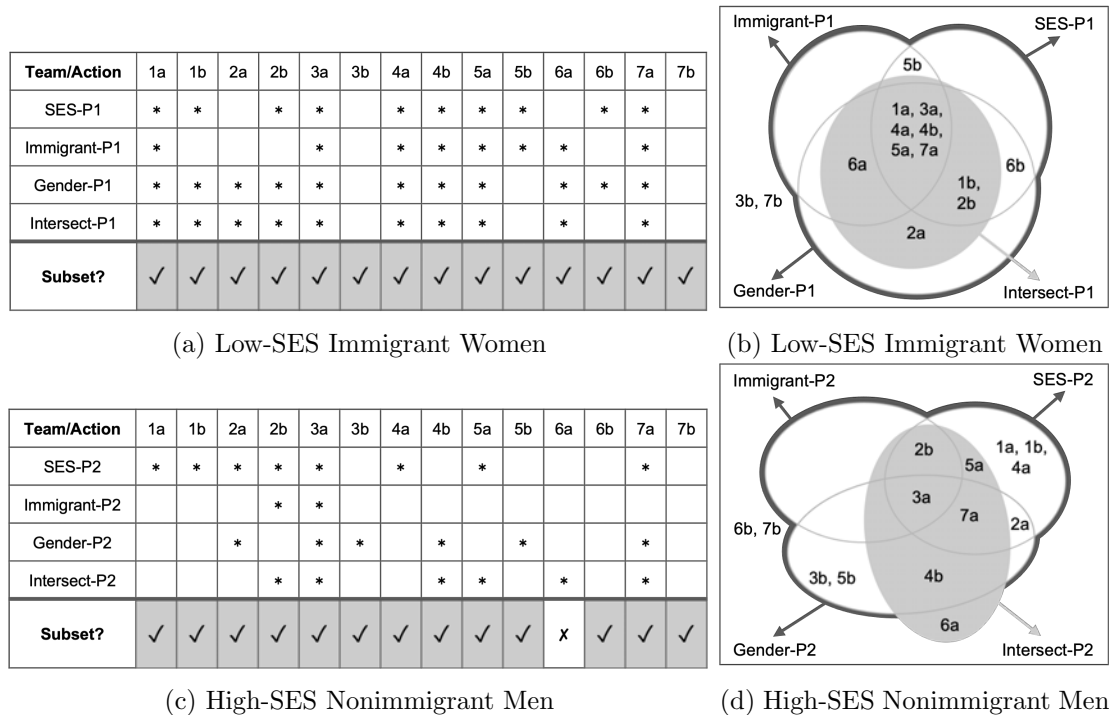 Team/Action 1a 1b 2a 2b 3a 3b 4a 4b 5a 5b 6a 6b 7a 7b
SES-P1 * * * * * * * * * *
Immigrant-P1 * * * * * * * *
Gender-P1 * * * * * * * * * * *
Intersect-P1 * * * * * * * * * *
Subset? ✓ ✓ ✓ ✓ ✓ ✓ ✓ ✓ ✓ ✓ ✓ ✓ ✓ ✓
(a) Low-SES Immigrant Women
Immigrant-P1
SES-P1
5b
1a, 3a,
4a, 4b,
5a, 7a
6a
6b
1b,
2b
3b, 7b
2a
Gender-P1
Intersect-P1
(b) Low-SES Immigrant Women
Team/Action 1a 1b 2a 2b 3a 3b 4a 4b 5a 5b 6a 6b 7a 7b
SES-P2 * * * * * * * *
Immigrant-P2 * *
Gender-P2 * * * * * *
Intersect-P2 * * * * * *
Subset? ✓ ✓ ✓ ✓ ✓ ✓ ✓ ✓ ✓ ✓ ✗ ✓ ✓ ✓
(c) High-SES Nonimmigrant Men
Immigrant-P2
SES-P2
2b
5a
1a, 1b,
4a
3a
7a
2a
6b, 7b
3b, 5b
4b
6a
Gender-P2
Intersect-P2
(d) High-SES Nonimmigrant Men